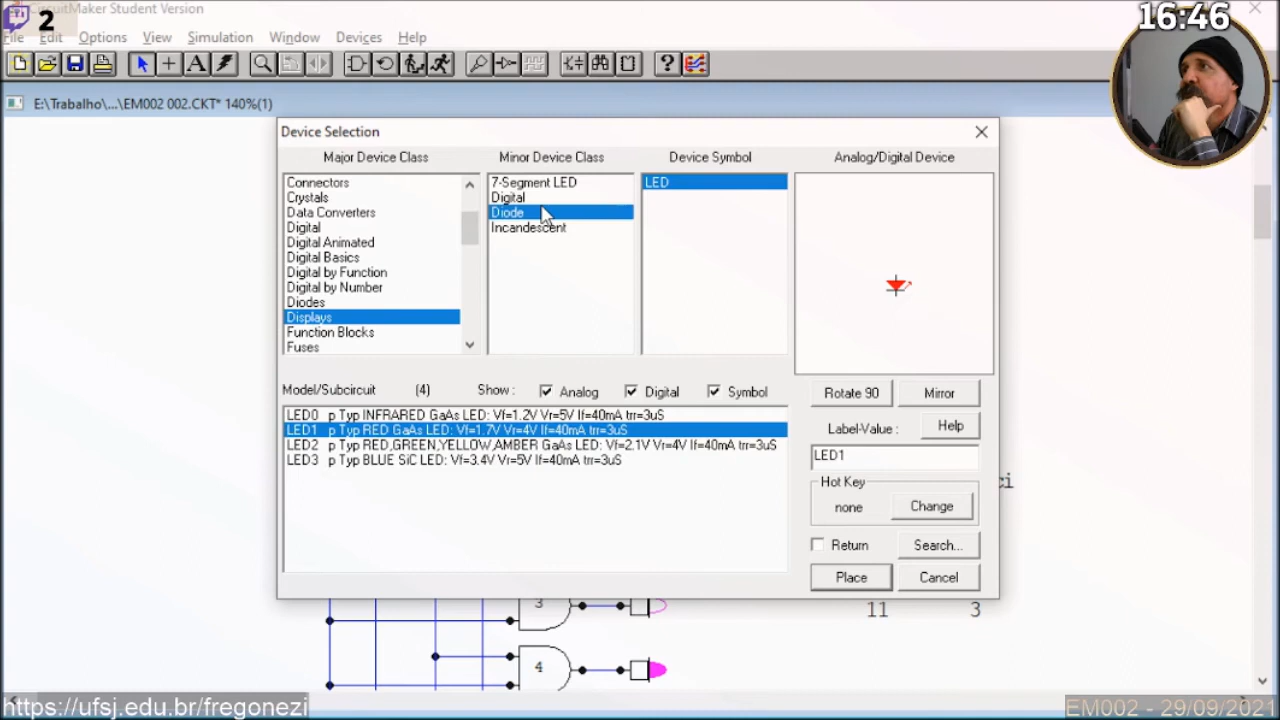 CircuitMaker Student Version
2
16:46
File Edit Options View Simulation Window Devices Help
E:\Trabalho\...\EM002 002.CKT* 140%(1)
Device Selection
Major Device Class
Minor Device Class
Device Symbol
Analog/Digital Device
Connectors
Crystals
Data Converters
Digital
Digital Animated
Digital Basics
Digital by Function
Digital by Number
Diodes
Displays
Function Blocks
Fuses
7-Segment LED
Digital
Diode
Incandescent
LED
Model/Subcircuit (4) Show : Analog Digital Symbol
LED0 p Typ INFRARED GaAs LED: Vf=1.2V Vr=5V If=40mA trr=3uS
LED1 p Typ RED GaAs LED: Vf=1.7V Vr=4V If=40mA trr=3uS
LED2 p Typ RED,GREEN,YELLOW,AMBER GaAs LED: Vf=2.1V Vr=4V If=40mA trr=3uS
LED3 p Typ BLUE SiC LED: Vf=3.4V Vr=5V If=40mA trr=3uS
Rotate 90 Mirror
Label-Value : Help
LED1
Hot Key
none Change
Return Search...
Place Cancel
ci
3
11 3
4
https://ufsj.edu.br/fregonezi
EM002 - 29/09/2021